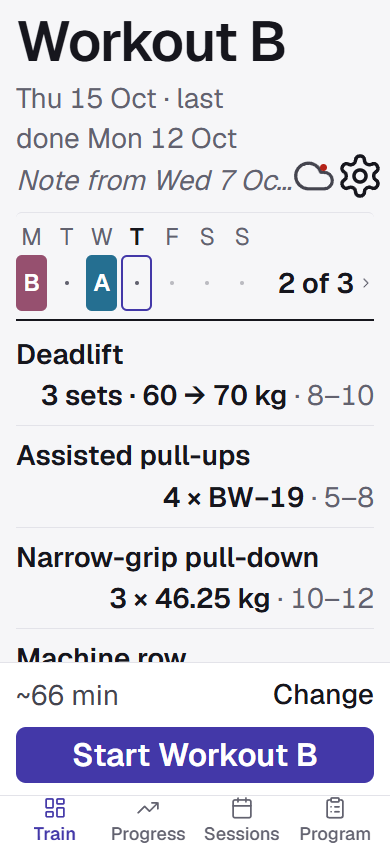 Workout B
Thu 15 Oct · last
done Mon 12 Oct
Note from Wed 7 Oc...
M T W T F S S
B · A · · · · 2 of 3 ›
Deadlift
3 sets · 60 → 70 kg · 8–10
Assisted pull-ups
4 × BW−19 · 5–8
Narrow-grip pull-down
3 × 46.25 kg · 10–12
Machine row
~66 min Change
Start Workout B
Train Progress Sessions Program